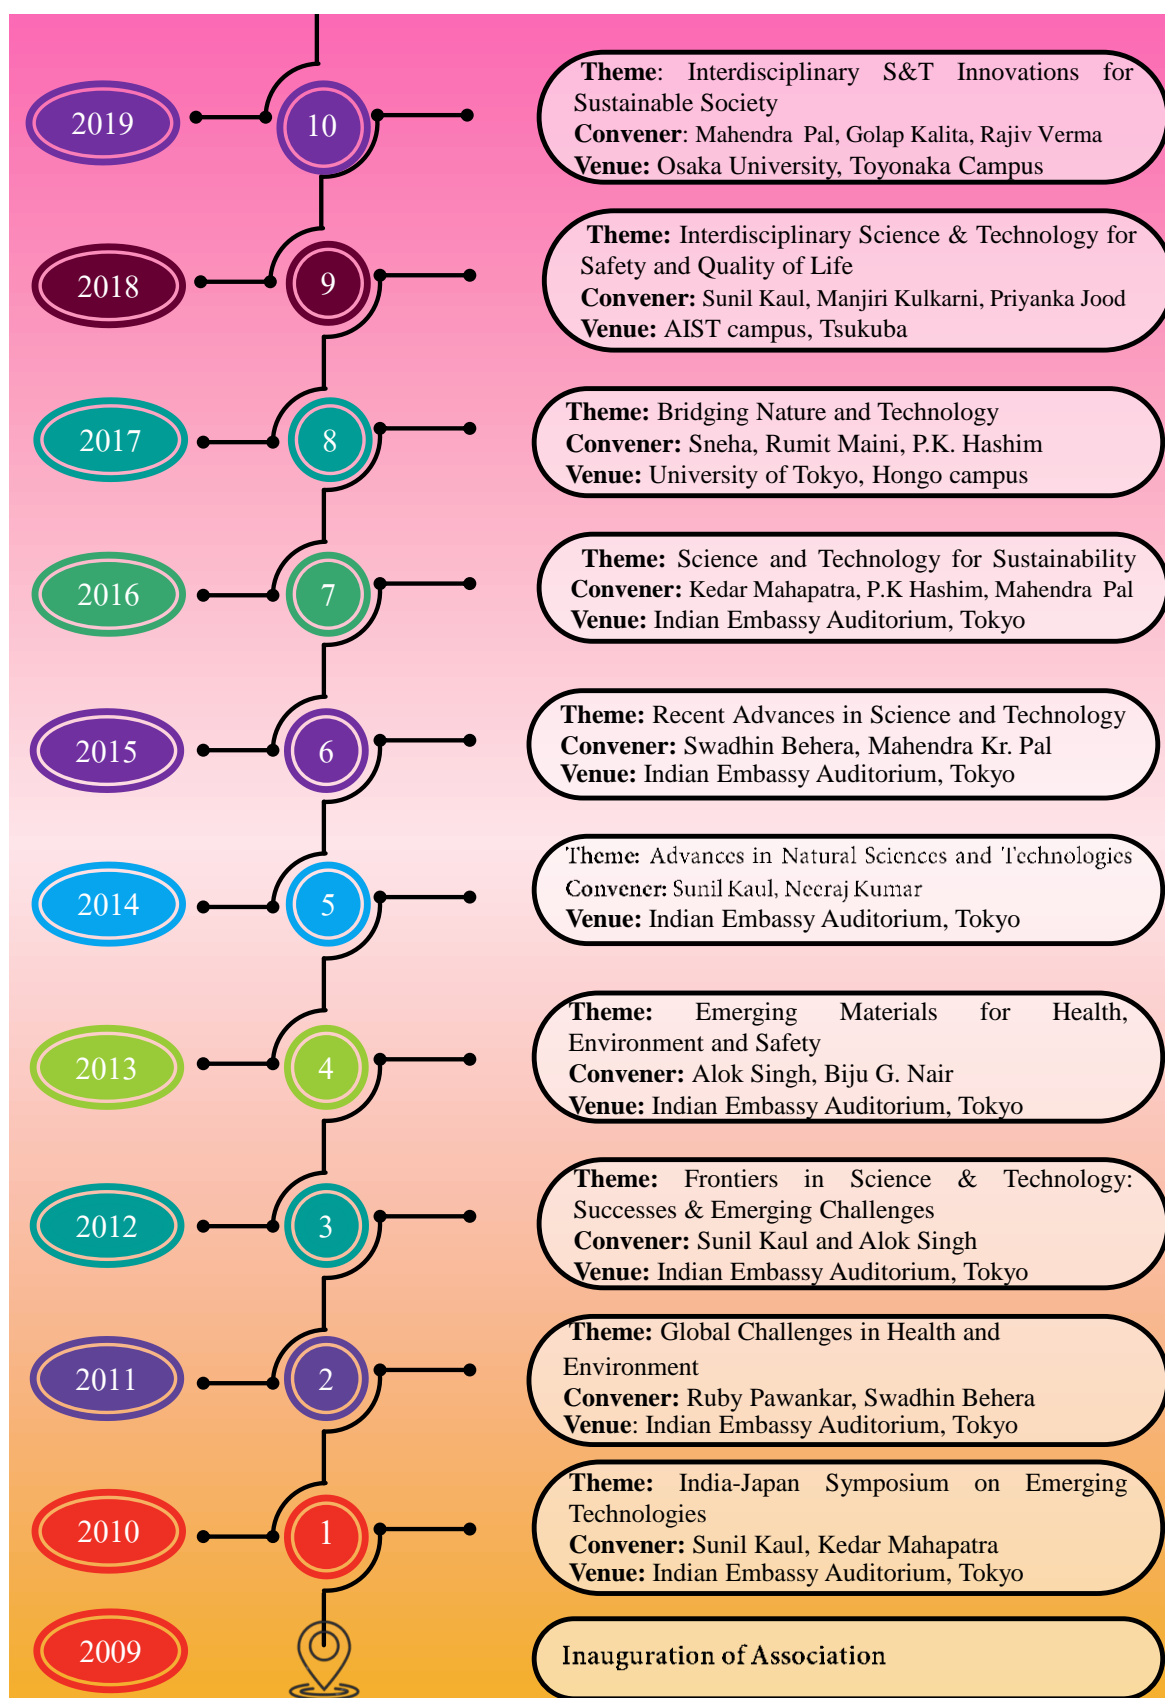 2019
10
Theme: Interdisciplinary S&T Innovations for
Sustainable Society
Convener: Mahendra Pal, Golap Kalita, Rajiv Verma
Venue: Osaka University, Toyonaka Campus
2018
9
Theme: Interdisciplinary Science & Technology for
Safety and Quality of Life
Convener: Sunil Kaul, Manjiri Kulkarni, Priyanka Jood
Venue: AIST campus, Tsukuba
2017
8
Theme: Bridging Nature and Technology
Convener: Sneha, Rumit Maini, P.K. Hashim
Venue: University of Tokyo, Hongo campus
2016
7
Theme: Science and Technology for Sustainability
Convener: Kedar Mahapatra, P.K Hashim, Mahendra Pal
Venue: Indian Embassy Auditorium, Tokyo
2015
6
Theme: Recent Advances in Science and Technology
Convener: Swadhin Behera, Mahendra Kr. Pal
Venue: Indian Embassy Auditorium, Tokyo
2014
5
Theme: Advances in Natural Sciences and Technologies
Convener: Sunil Kaul, Neeraj Kumar
Venue: Indian Embassy Auditorium, Tokyo
2013
4
Theme: Emerging Materials for Health,
Environment and Safety
Convener: Alok Singh, Biju G. Nair
Venue: Indian Embassy Auditorium, Tokyo
2012
3
Theme: Frontiers in Science & Technology:
Successes & Emerging Challenges
Convener: Sunil Kaul and Alok Singh
Venue: Indian Embassy Auditorium, Tokyo
2011
2
Theme: Global Challenges in Health and
Environment
Convener: Ruby Pawankar, Swadhin Behera
Venue: Indian Embassy Auditorium, Tokyo
2010
1
Theme: India-Japan Symposium on Emerging
Technologies
Convener: Sunil Kaul, Kedar Mahapatra
Venue: Indian Embassy Auditorium, Tokyo
2009
Inauguration of Association